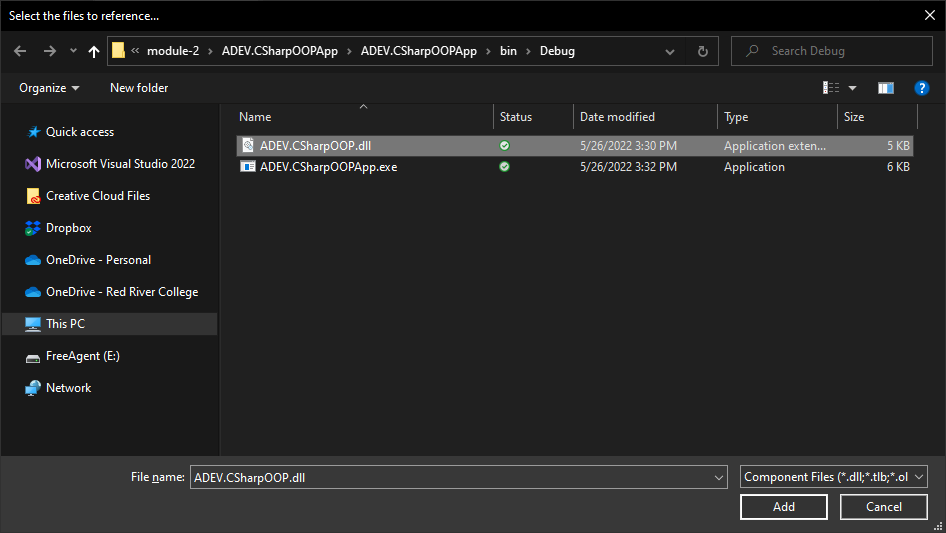 Select the files to reference...
« module-2 › ADEV.CSharpOOPApp › ADEV.CSharpOOPApp › bin › Debug
Search Debug
Organize
New folder
?
Name Status Date modified Type Size
ADEV.CSharpOOP.dll 5/26/2022 3:30 PM Application exten... 5 KB
ADEV.CSharpOOPApp.exe 5/26/2022 3:32 PM Application 6 KB
Quick access
Microsoft Visual Studio 2022
Creative Cloud Files
Dropbox
OneDrive - Personal
OneDrive - Red River College
This PC
FreeAgent (E:)
Network
File name: ADEV.CSharpOOP.dll
Component Files (*.dll;*.tlb;*.ol
Add
Cancel